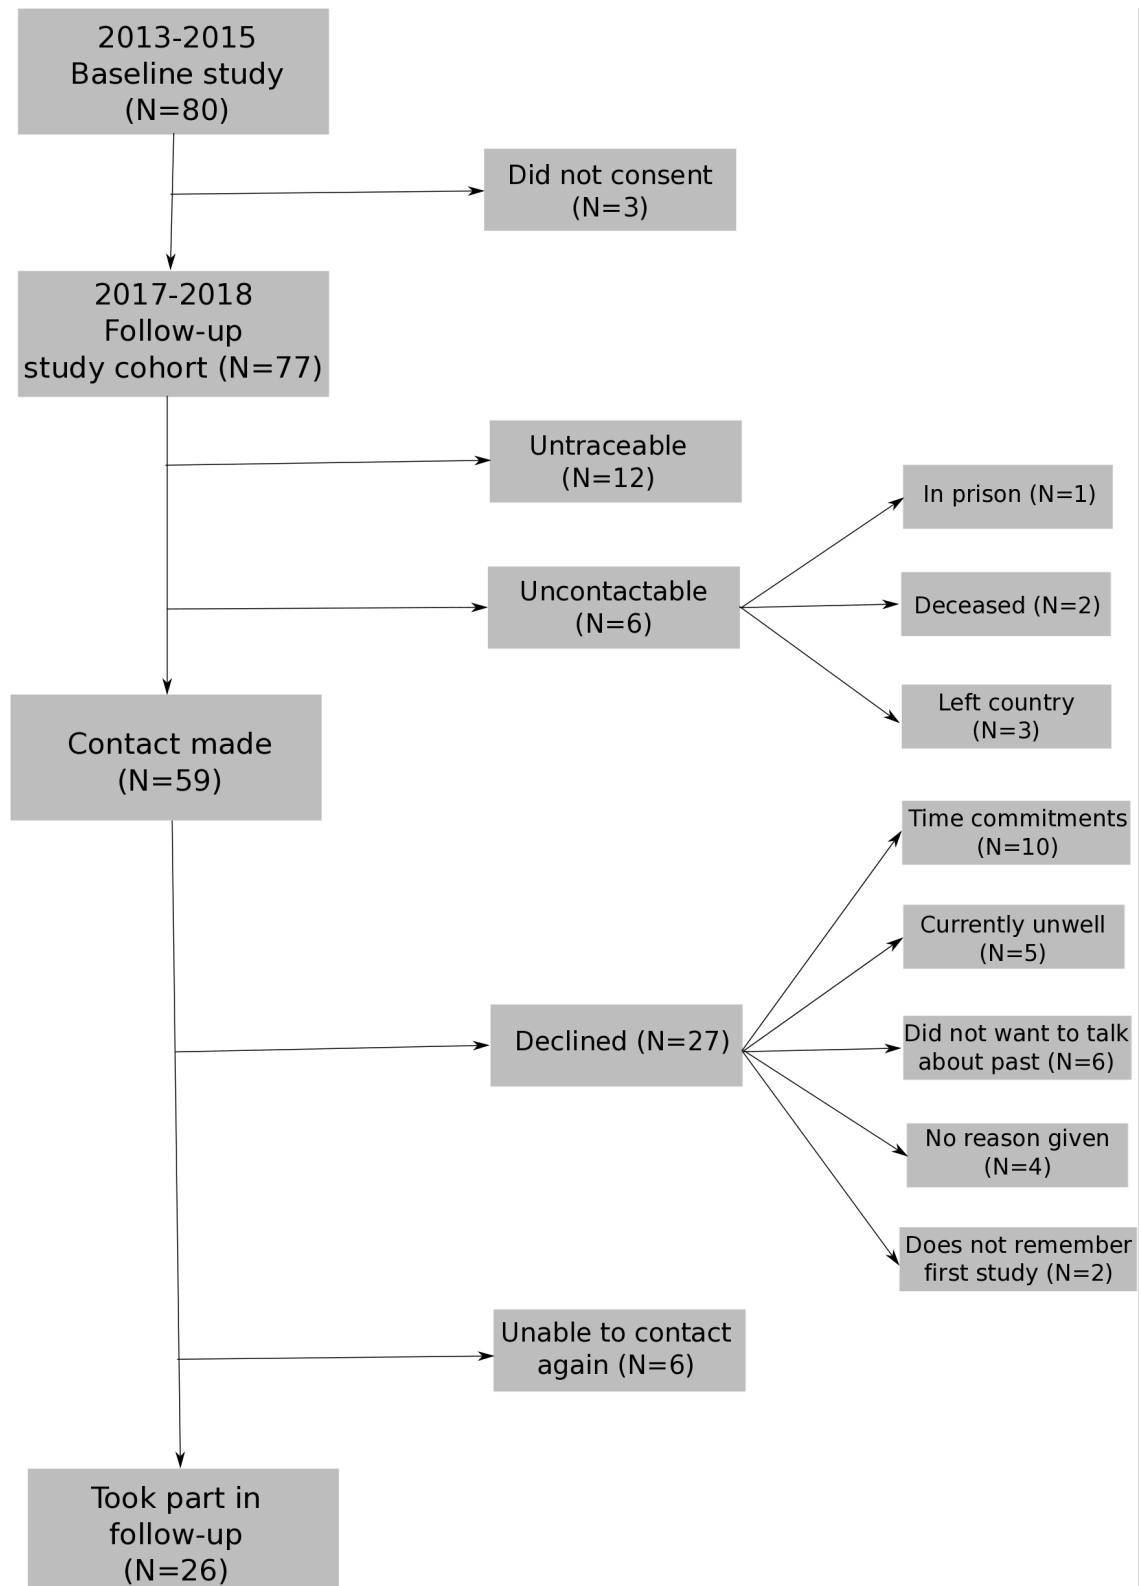 2013-2015
Baseline study
(N=80)
Did not consent
(N=3)
2017-2018
Follow-up
study cohort (N=77)
Untraceable
(N=12)
In prison (N=1)
Uncontactable
(N=6)
Deceased (N=2)
Left country
(N=3)
Contact made
(N=59)
Time commitments
(N=10)
Currently unwell
(N=5)
Declined (N=27)
Did not want to talk
about past (N=6)
No reason given
(N=4)
Does not remember
first study (N=2)
Unable to contact
again (N=6)
Took part in
follow-up
(N=26)